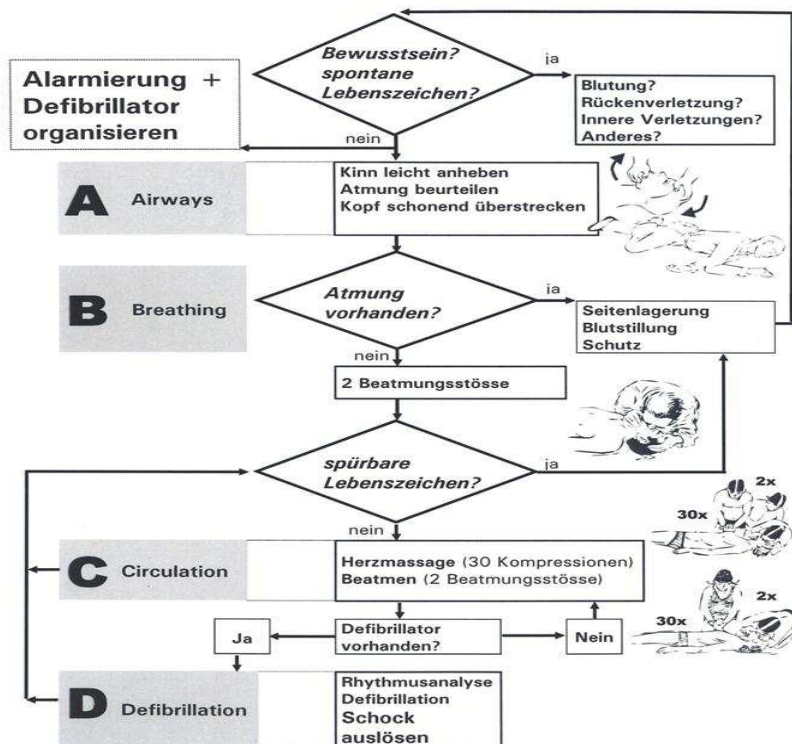 Bewusstsein?
spontane
Lebenszeichen?
ja
Alarmierung +
Defibrillator
organisieren
Blutung?
Rückenverletzung?
Innere Verletzungen?
Anderes?
nein
A Airways
Kinn leicht anheben
Atmung beurteilen
Kopf schonend überstrecken
B Breathing
Atmung
vorhanden?
ja
Seitenlagerung
Blutstillung
Schutz
nein
2 Beatmungsstösse
spürbare
Lebenszeichen?
ja
2x
30x
nein
C Circulation
Herzmassage (30 Kompressionen)
Beatmen (2 Beatmungsstösse)
2x
30x
Ja
Defibrillator
vorhanden?
Nein
D Defibrillation
Rhythmusanalyse
Defibrillation
Schock
auslösen